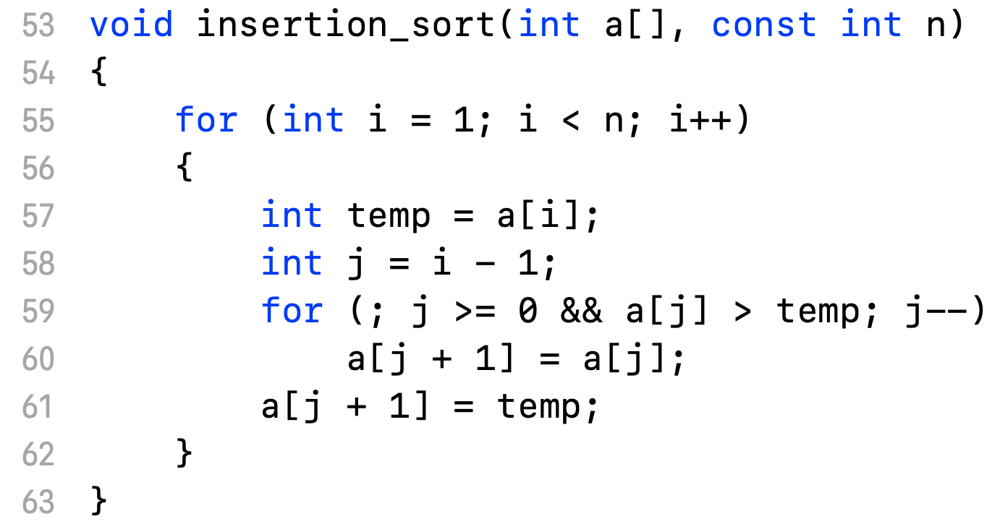 53 void insertion_sort(int a[], const int n)
54 {
55     for (int i = 1; i < n; i++)
56     {
57         int temp = a[i];
58         int j = i - 1;
59         for (; j >= 0 && a[j] > temp; j--)
60             a[j + 1] = a[j];
61         a[j + 1] = temp;
62     }
63 }